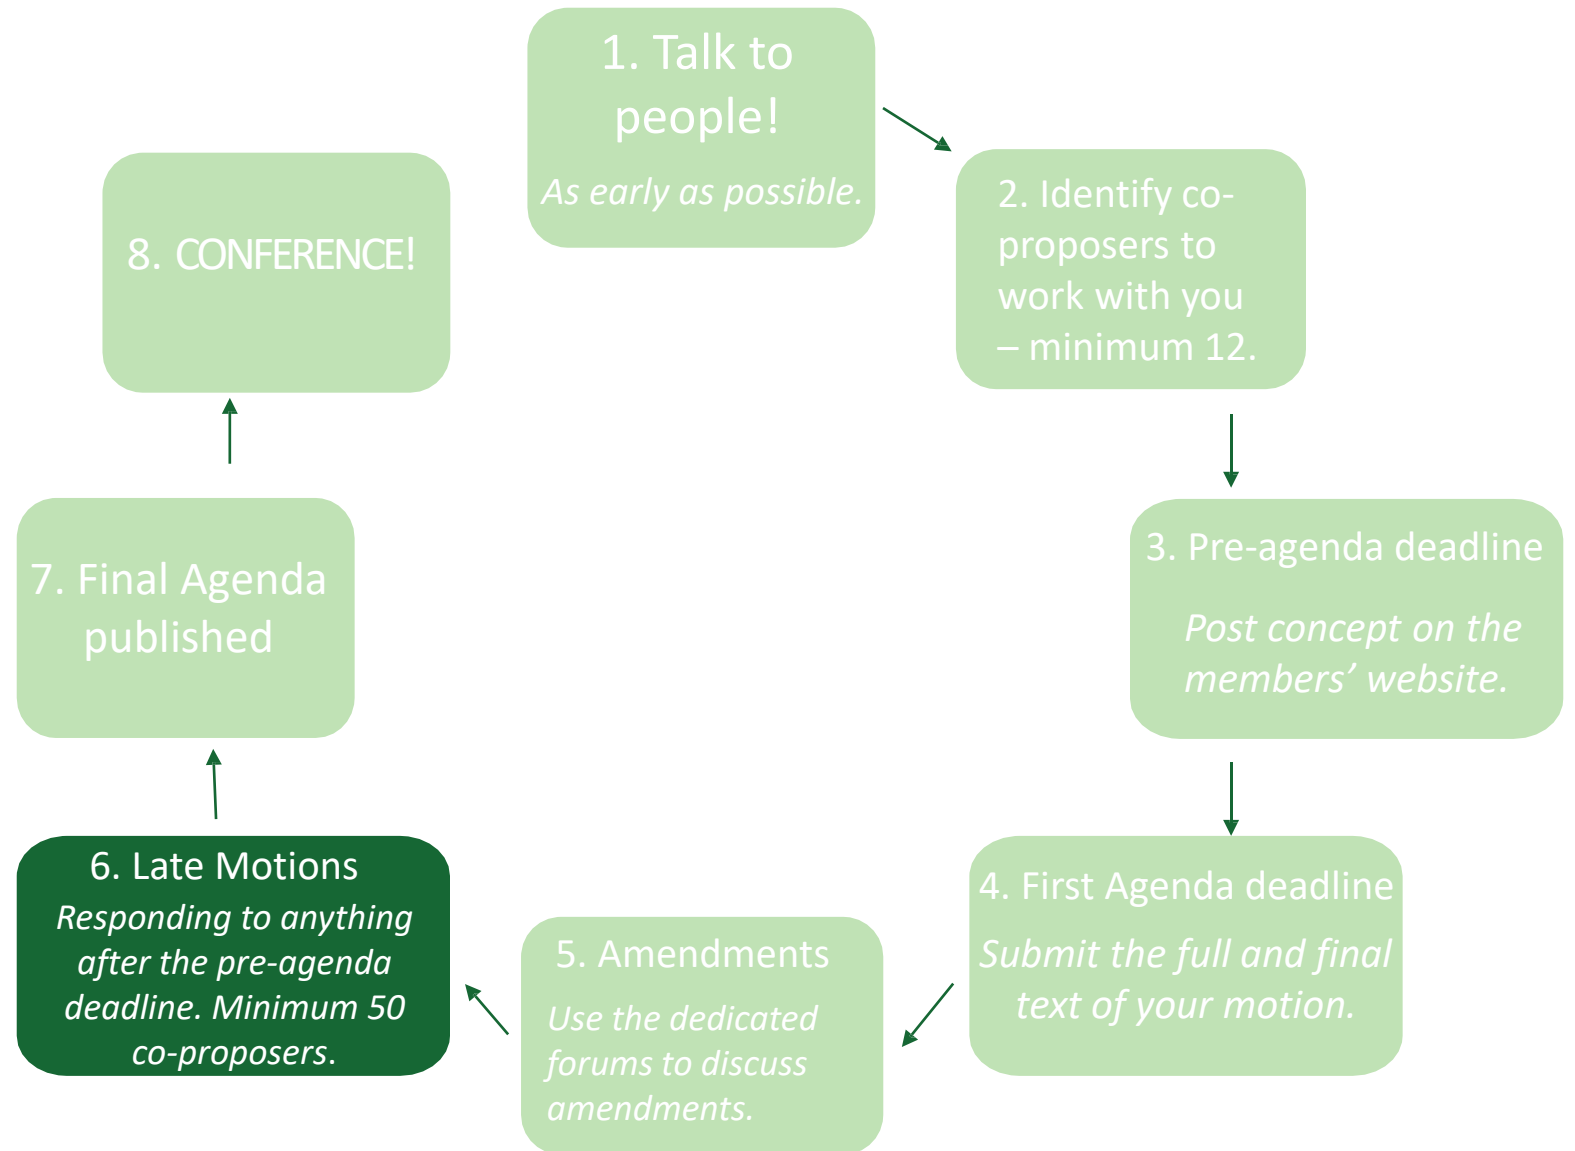 1. Talk to
people!
As early as possible.
2. Identify co-
proposers to
work with you
– minimum 12.
3. Pre-agenda deadline
Post concept on the
members’ website.
4. First Agenda deadline
Submit the full and final
text of your motion.
5. Amendments
Use the dedicated
forums to discuss
amendments.
6. Late Motions
Responding to anything
after the pre-agenda
deadline. Minimum 50
co-proposers.
7. Final Agenda
published
8. CONFERENCE!